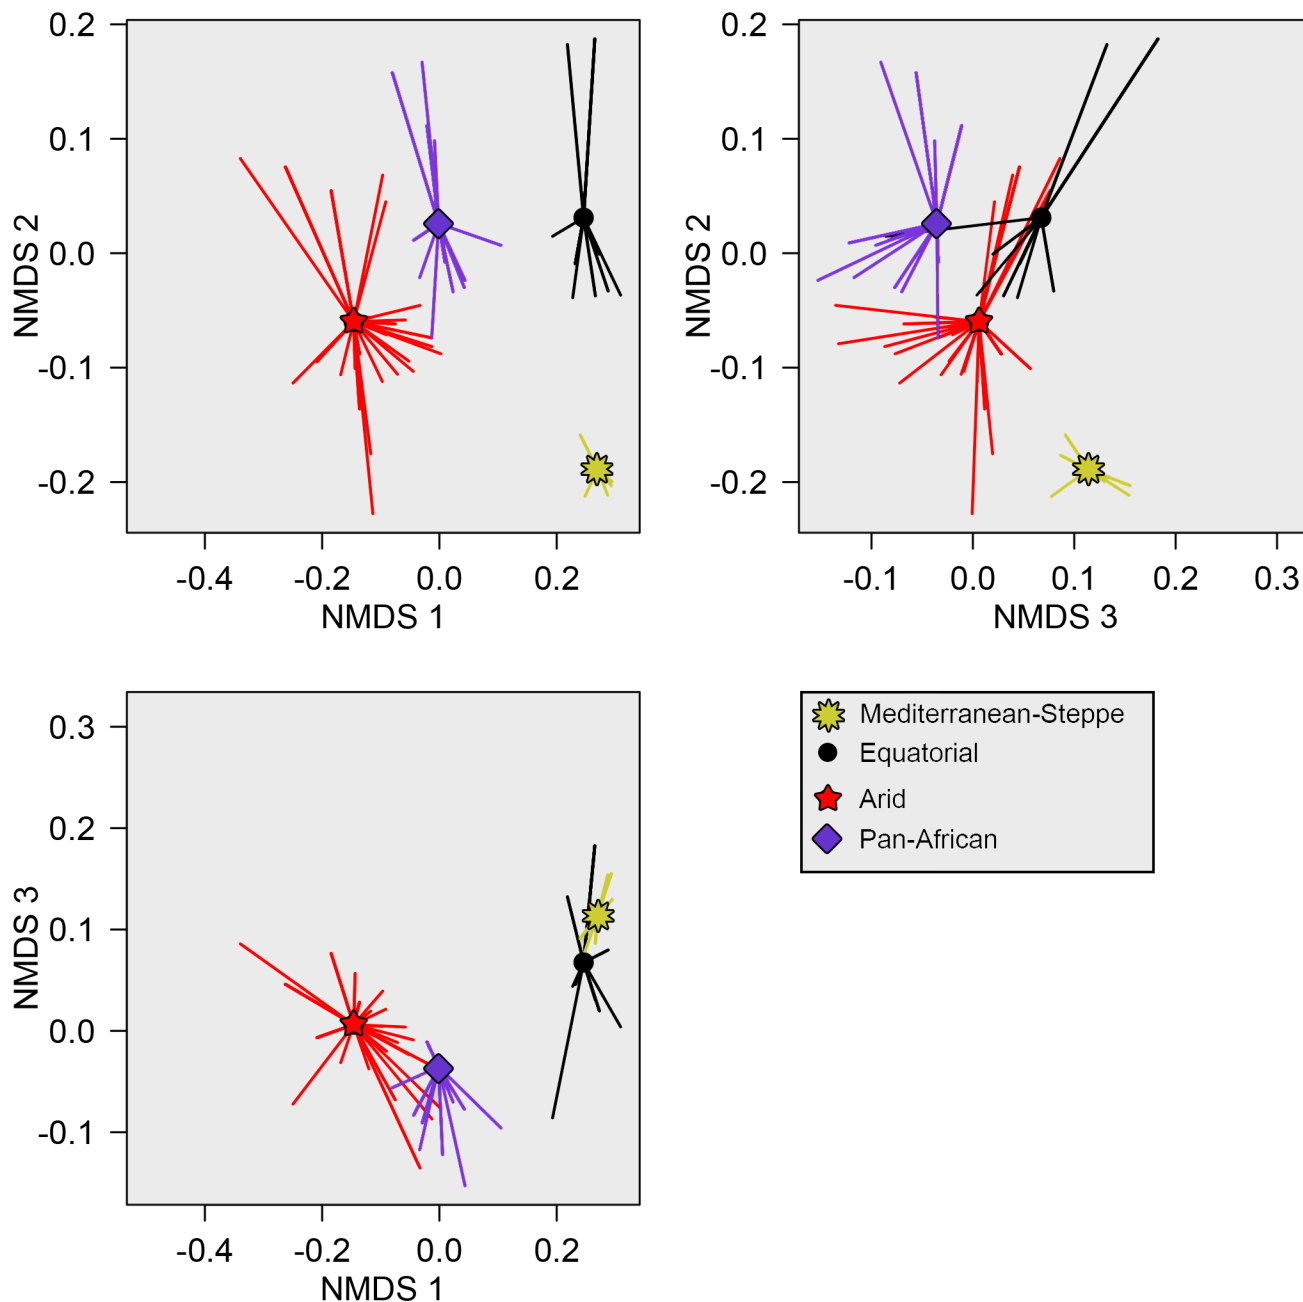 0.2
0.1
0.0
-0.1
-0.2
NMDS 2
-0.4 -0.2 0.0 0.2
NMDS 1
0.2
0.1
0.0
-0.1
-0.2
NMDS 2
-0.1 0.0 0.1 0.2 0.3
NMDS 3
0.3
0.2
0.1
0.0
-0.1
NMDS 3
-0.4 -0.2 0.0 0.2
NMDS 1
Mediterranean-Steppe
Equatorial
Arid
Pan-African